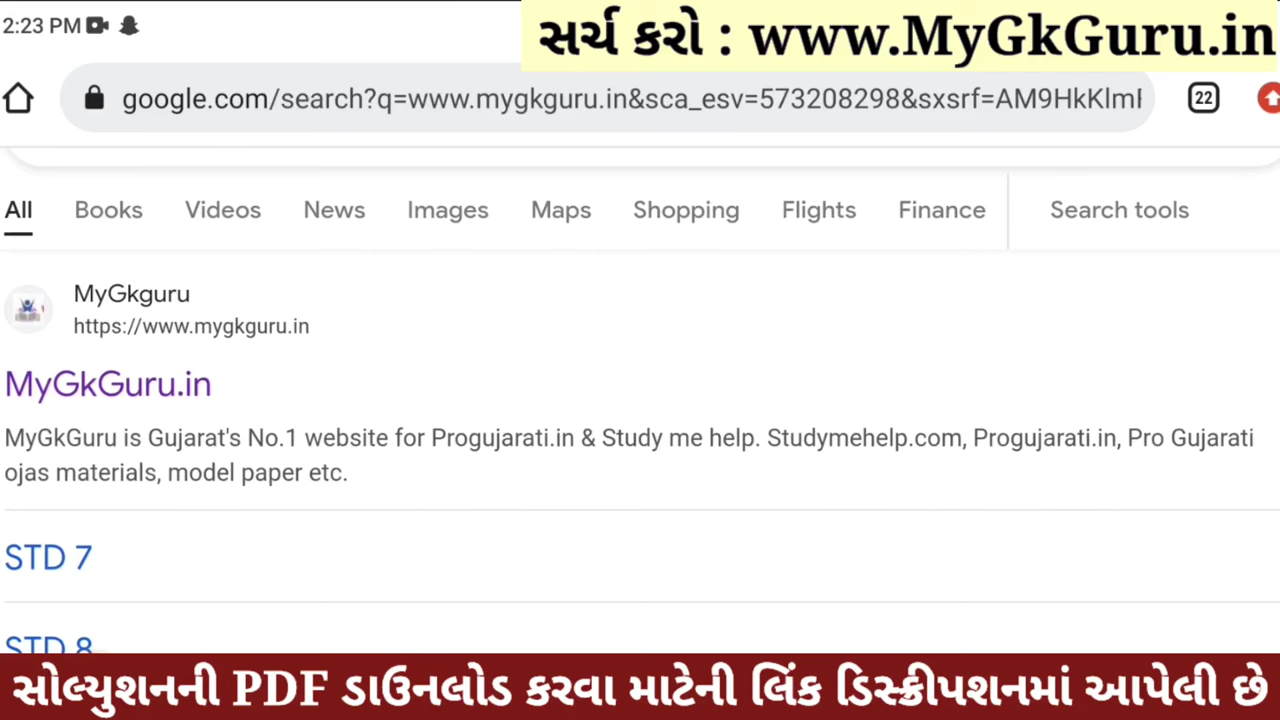 2:23 PM
સર્ચ કરો : www.MyGkGuru.in
google.com/search?q=www.mygkguru.in&sca_esv=573208298&sxsrf=AM9HkKlm
22
All Books Videos News Images Maps Shopping Flights Finance Search tools
MyGkguru
https://www.mygkguru.in
MyGkGuru.in
MyGkGuru is Gujarat's No.1 website for Progujarati.in & Study me help. Studymehelp.com, Progujarati.in, Pro Gujarati
ojas materials, model paper etc.
STD 7
STD 8
સોલ્યુશનની PDF ડાઉનલોડ કરવા માટેની લિંક ડિસ્ક્રીપશનમાં આપેલી છે